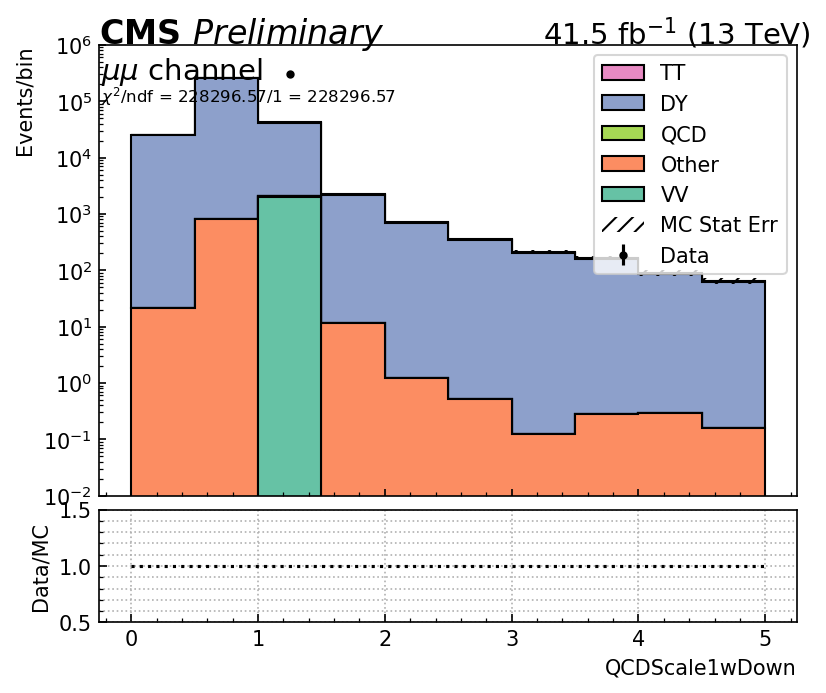 CMS Preliminary
41.5 fb⁻¹ (13 TeV)
μμ channel
χ²/ndf = 228296.57/1 = 228296.57
Events/bin
10⁶
10⁵
10⁴
10³
10²
10¹
10⁰
10⁻¹
10⁻²
TT
DY
QCD
Other
VV
MC Stat Err
Data
Data/MC
1.5
1.0
0.5
0 1 2 3 4 5
QCDScale1wDown